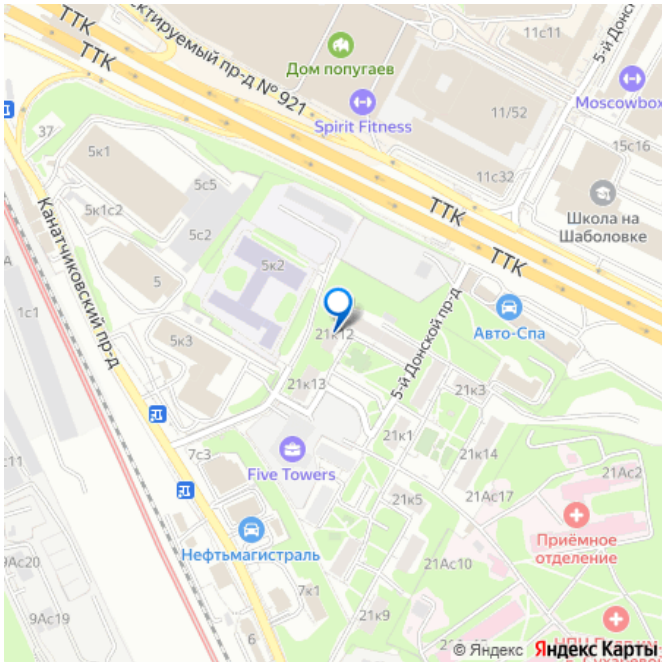 ектируемый пр-д № 921
ТТК
ТТК
Дом попугаев
11с11
5-й Донс
Spirit Fitness
11/52
Moscowbox
37
5к1
15с16
11с32
5с5
5к1с2
5с2
ТТК
ТТК
Школа на
Шаболовке
Канатчиковский пр-д
5к2
5
1с1
21к12
5-й Донской пр-д
Авто-Спа
5к3
21к13
21к3
21к1
7с3
21к14
с11
Five Towers
21Ас2
21Ас17
21к5
Приёмное
отделение
Нефтьмагистраль
9Ас20
21Ас10
9Ас19
7к1
21к9
6
© Яндекс Яндекс Карты